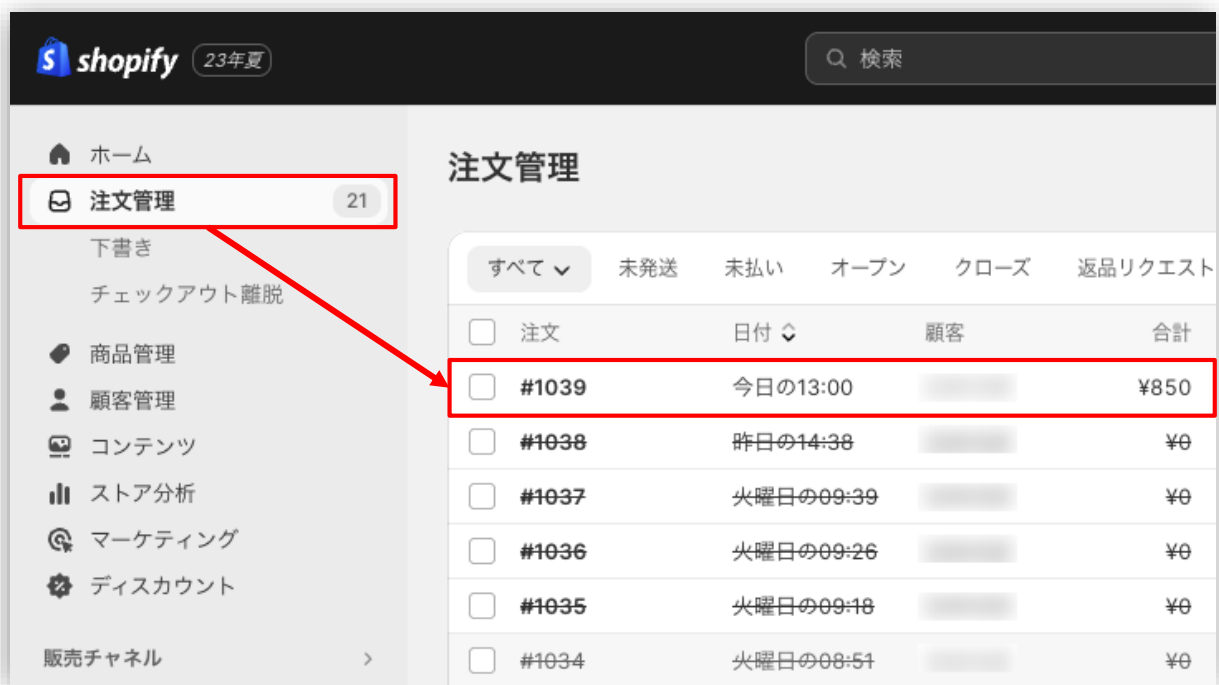 shopify 23年夏
検索
ホーム
注文管理 21
下書き
チェックアウト離脱
商品管理
顧客管理
コンテンツ
ストア分析
マーケティング
ディスカウント
販売チャネル
注文管理
すべて 未発送 未払い オープン クローズ 返品リクエスト
注文 日付 顧客 合計
#1039 今日の13:00 ¥850
#1038 昨日の14:38 ¥0
#1037 火曜日の09:39 ¥0
#1036 火曜日の09:26 ¥0
#1035 火曜日の09:18 ¥0
#1034 火曜日の08:51 ¥0